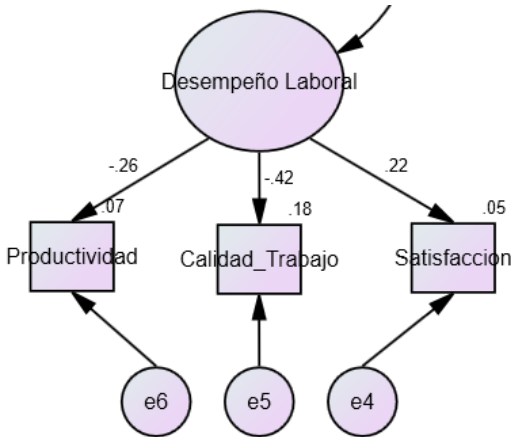 Desempeño Laboral
-.26
-.42
.22
.07
.18
.05
Productividad
Calidad_Trabajo
Satisfaccion
e6
e5
e4